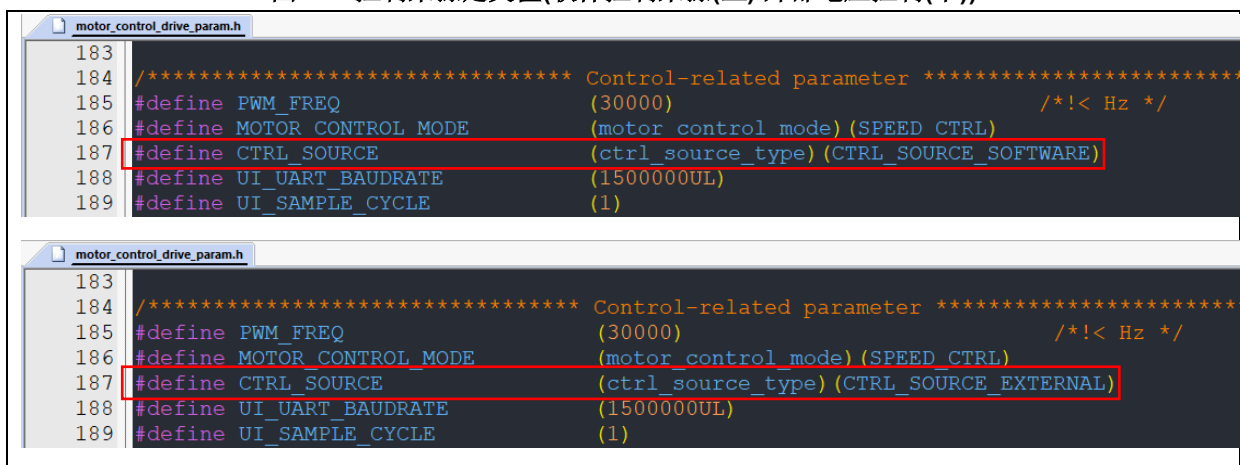 motor_control_drive_param.h
183
184 /********************************* Control-related parameter *************************
185 #define PWM_FREQ (30000) /*!< Hz */
186 #define MOTOR_CONTROL_MODE (motor_control_mode)(SPEED_CTRL)
187 #define CTRL_SOURCE (ctrl_source_type)(CTRL_SOURCE_SOFTWARE)
188 #define UI_UART_BAUDRATE (1500000UL)
189 #define UI_SAMPLE_CYCLE (1)
motor_control_drive_param.h
183
184 /********************************* Control-related parameter ************************
185 #define PWM_FREQ (30000) /*!< Hz */
186 #define MOTOR_CONTROL_MODE (motor_control_mode)(SPEED_CTRL)
187 #define CTRL_SOURCE (ctrl_source_type)(CTRL_SOURCE_EXTERNAL)
188 #define UI_UART_BAUDRATE (1500000UL)
189 #define UI_SAMPLE_CYCLE (1)